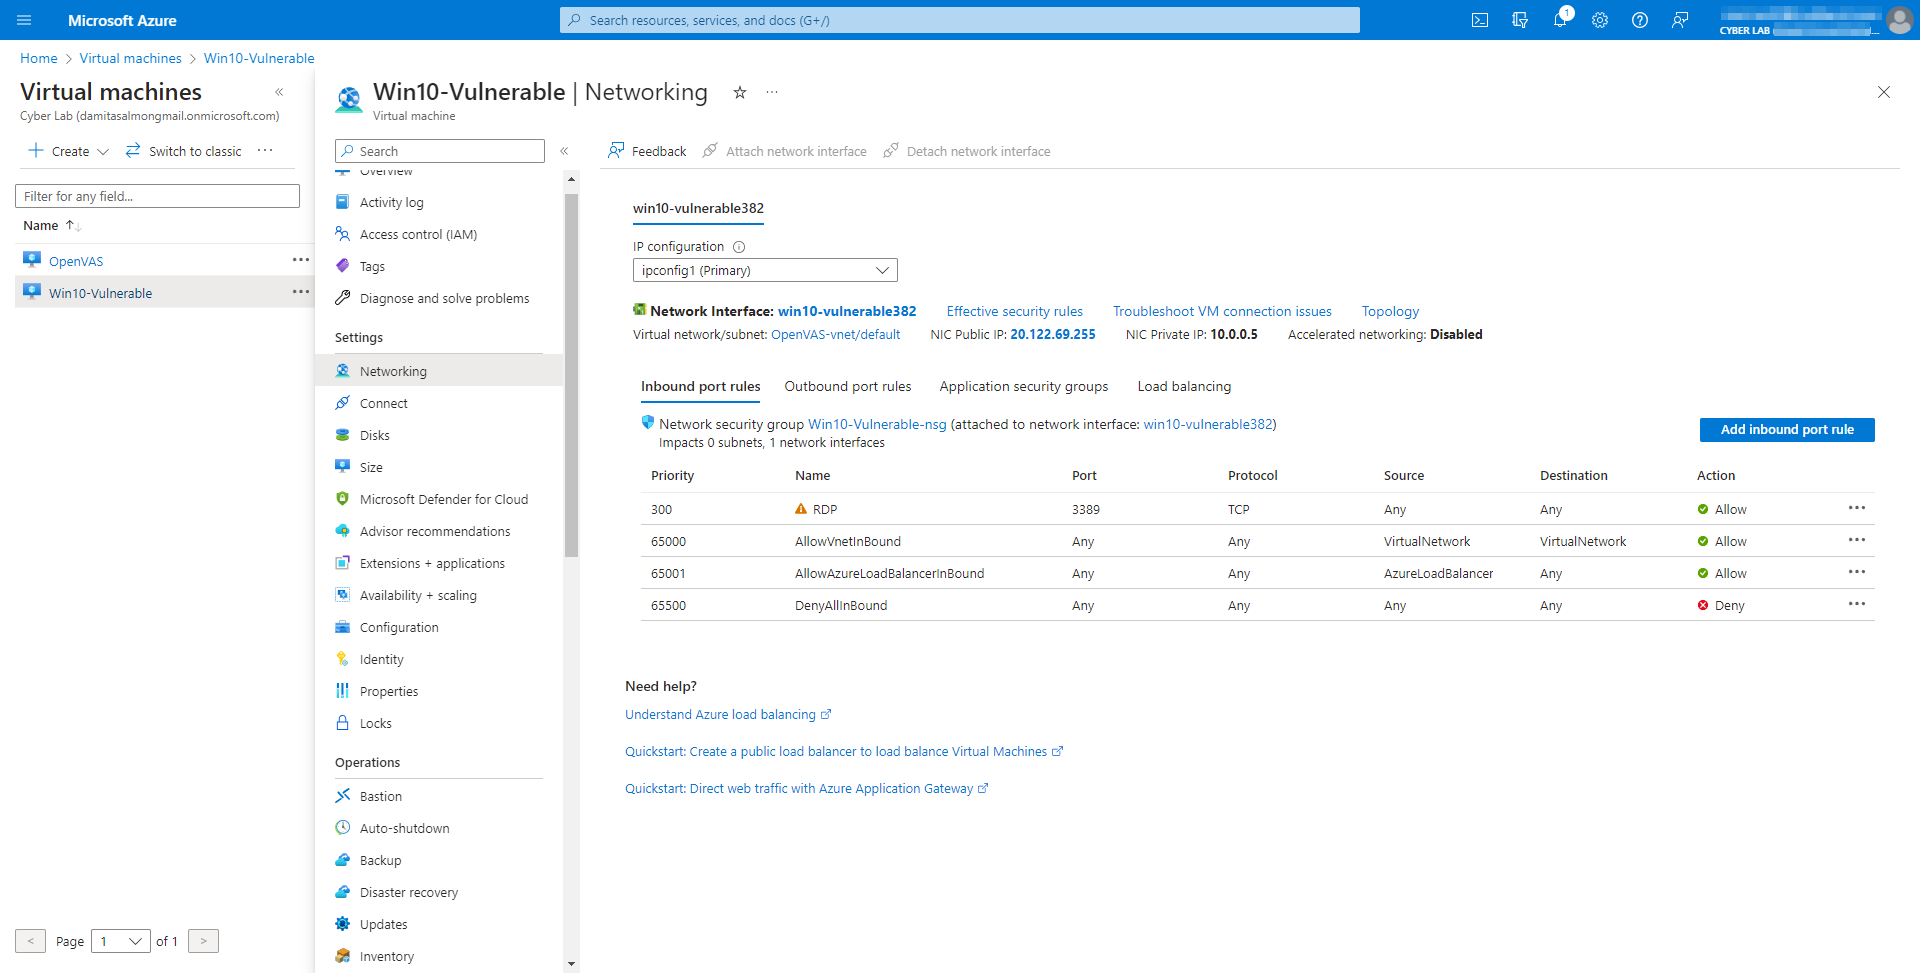 Microsoft Azure
Search resources, services, and docs (G+/)
1
CYBER LAB
Home > Virtual machines > Win10-Vulnerable
Virtual machines «
Cyber Lab (damitasalmongmail.onmicrosoft.com)
+ Create Switch to classic ...
Filter for any field...
Name ↑↓
OpenVAS ...
Win10-Vulnerable ...
< Page 1 of 1 >
Win10-Vulnerable | Networking ...
Virtual machine
Search «
Overview
Activity log
Access control (IAM)
Tags
Diagnose and solve problems
Settings
Networking
Connect
Disks
Size
Microsoft Defender for Cloud
Advisor recommendations
Extensions + applications
Availability + scaling
Configuration
Identity
Properties
Locks
Operations
Bastion
Auto-shutdown
Backup
Disaster recovery
Updates
Inventory
Feedback Attach network interface Detach network interface
win10-vulnerable382
IP configuration
ipconfig1 (Primary)
Network Interface: win10-vulnerable382 Effective security rules Troubleshoot VM connection issues Topology
Virtual network/subnet: OpenVAS-vnet/default NIC Public IP: 20.122.69.255 NIC Private IP: 10.0.0.5 Accelerated networking: Disabled
Inbound port rules Outbound port rules Application security groups Load balancing
Network security group Win10-Vulnerable-nsg (attached to network interface: win10-vulnerable382)
Impacts 0 subnets, 1 network interfaces
Add inbound port rule
Priority Name Port Protocol Source Destination Action
300 RDP 3389 TCP Any Any Allow ...
65000 AllowVnetInBound Any Any VirtualNetwork VirtualNetwork Allow ...
65001 AllowAzureLoadBalancerInBound Any Any AzureLoadBalancer Any Allow ...
65500 DenyAllInBound Any Any Any Any Deny ...
Need help?
Understand Azure load balancing
Quickstart: Create a public load balancer to load balance Virtual Machines
Quickstart: Direct web traffic with Azure Application Gateway